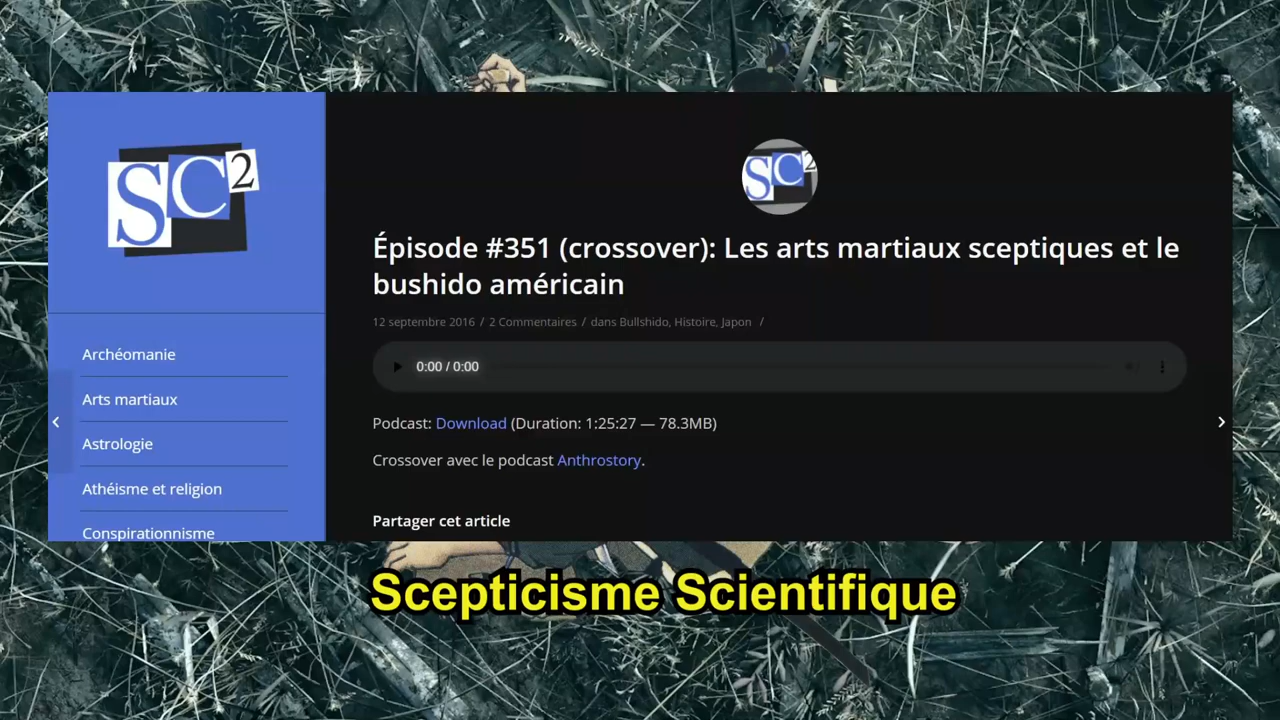 SC2
SC2
Épisode #351 (crossover): Les arts martiaux sceptiques et le
bushido américain
12 septembre 2016 / 2 Commentaires / dans Bullshido, Histoire, Japon /
0:00 / 0:00
Podcast: Download (Duration: 1:25:27 — 78.3MB)
Crossover avec le podcast Anthrostory.
Partager cet article
Archéomanie
Arts martiaux
Astrologie
Athéisme et religion
Conspirationnisme
Scepticisme Scientifique